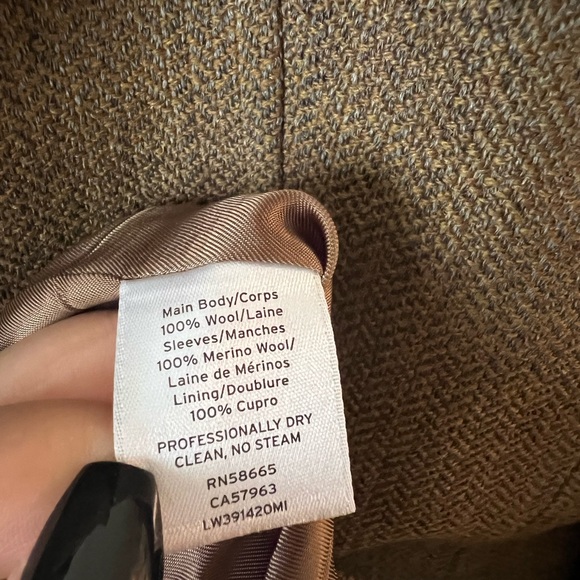 Main Body/Corps
100% Wool/Laine
Sleeves/Manches
100% Merino Wool/
Laine de Mérinos
Lining/Doublure
100% Cupro
PROFESSIONALLY DRY
CLEAN, NO STEAM
RN58665
CA57963
LW391420MI